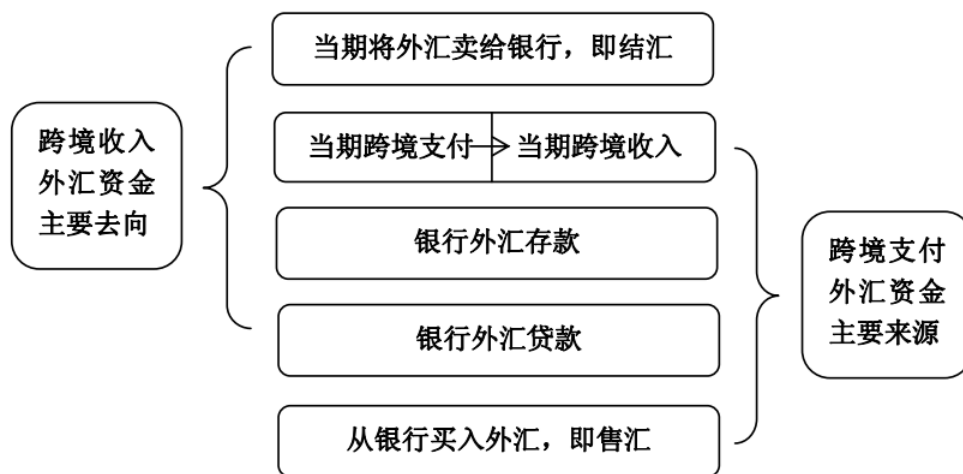 当期将外汇卖给银行，即结汇
跨境收入
外汇资金
主要去向
当期跨境支付
当期跨境收入
银行外汇存款
银行外汇贷款
从银行买入外汇，即售汇
跨境支付
外汇资金
主要来源